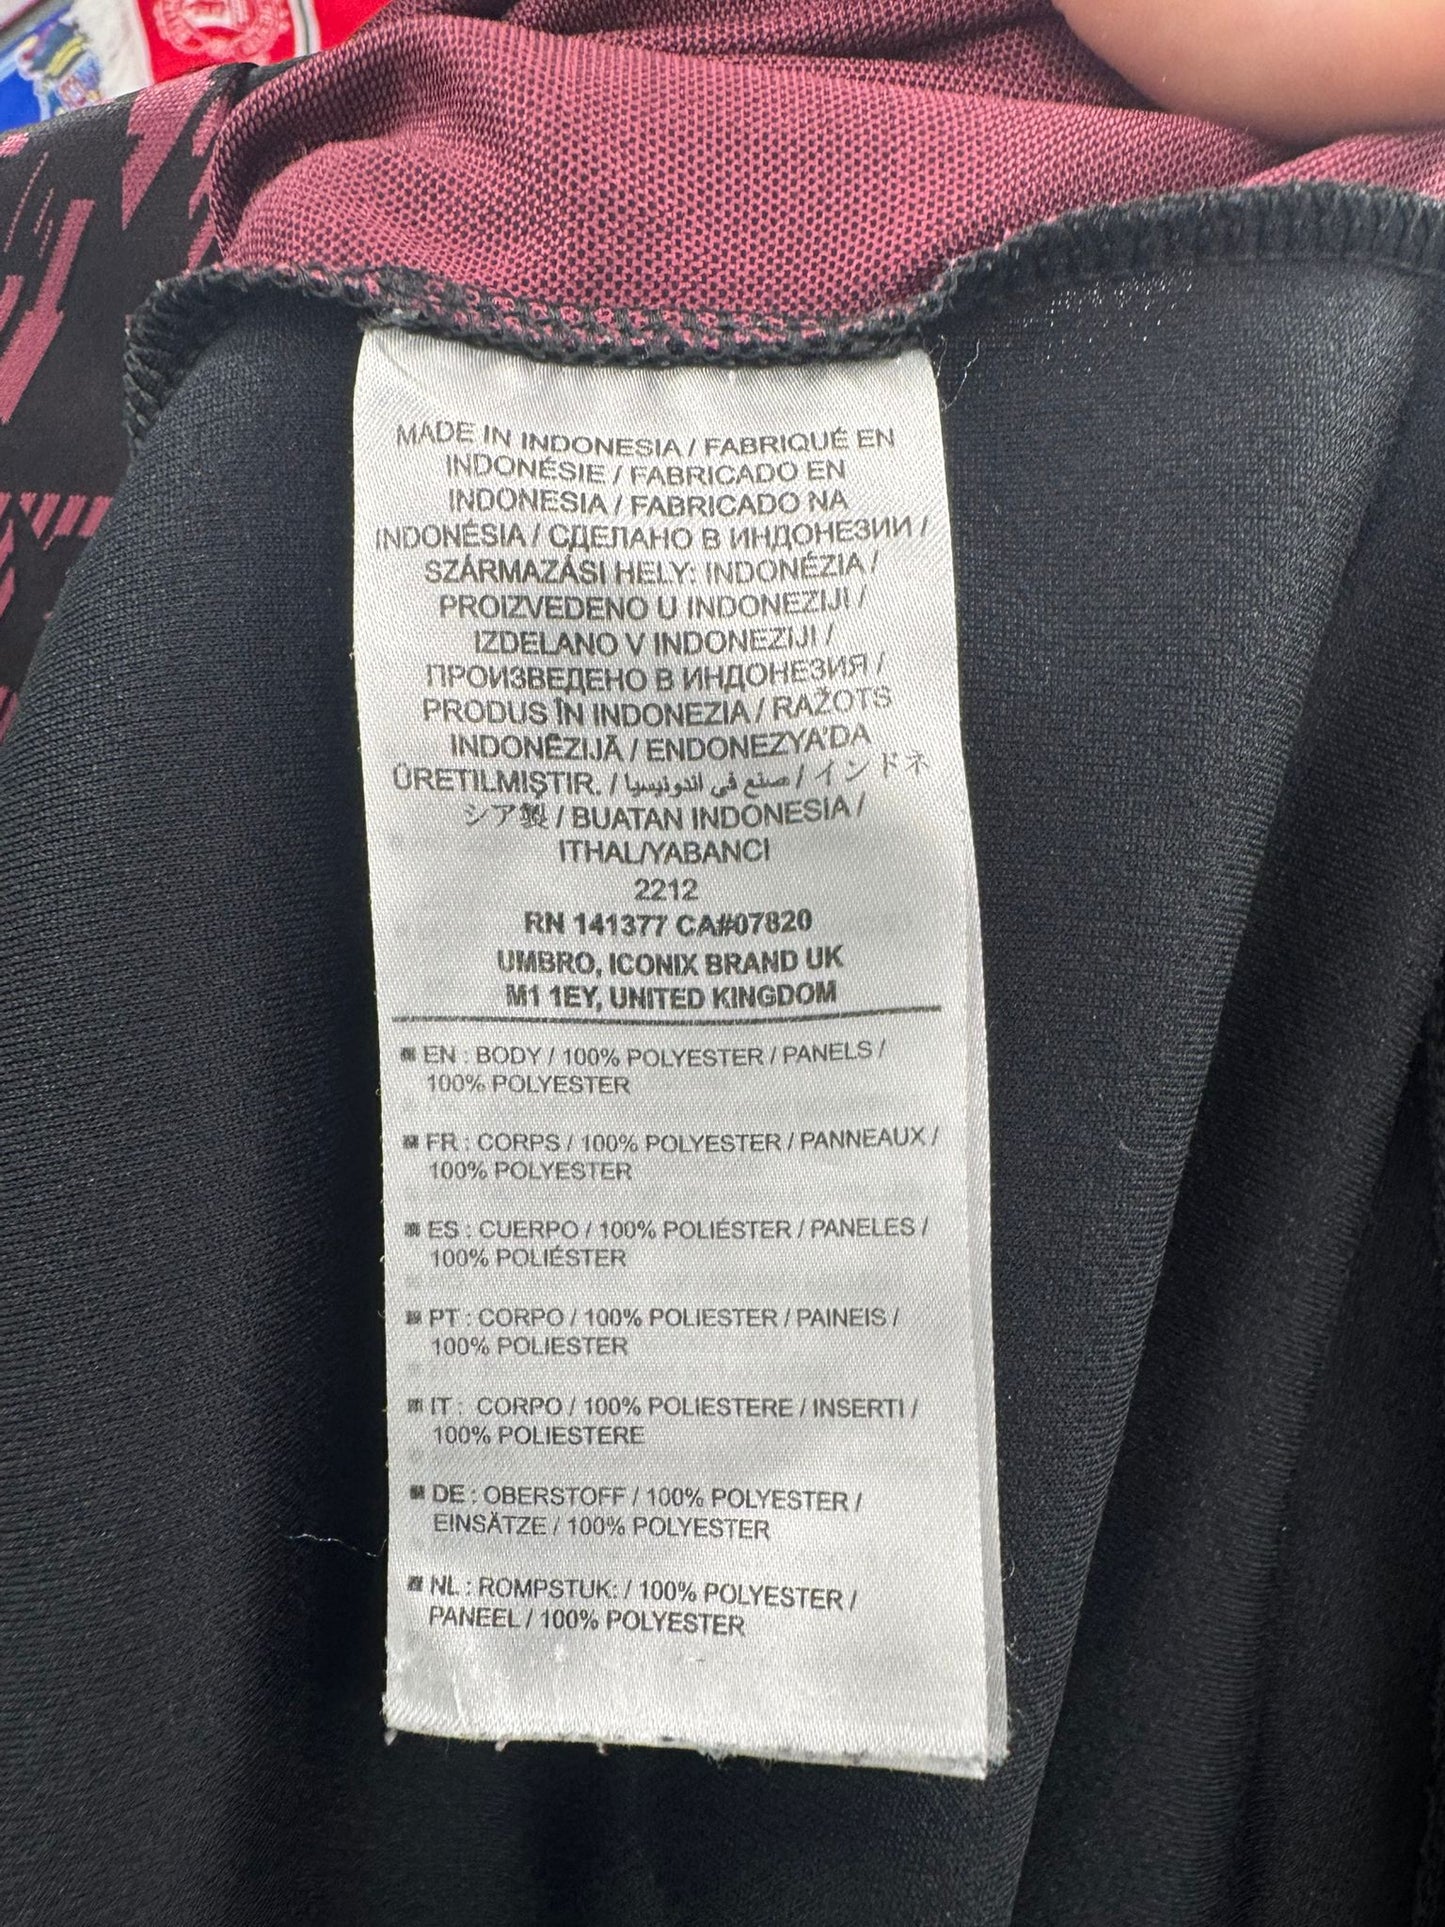 MADE IN INDONESIA / FABRIQUÉ EN
INDONÉSIE / FABRICADO EN
INDONESIA / FABRICADO NA
INDONÉSIA / СДЕЛАНО В ИНДОНЕЗИИ /
SZÁRMAZÁSI HELY: INDONÉZIA /
PROIZVEDENO U INDONEZIJI /
IZDELANO V INDONEZIJI /
ПРОИЗВЕДЕНО В ИНДОНЕЗИЯ /
PRODUS ÎN INDONEZIA / RAŽOTS
INDONĒZIJĀ / ENDONEZYA'DA
ÜRETILMIŞTIR. / صنع في اندونيسيا / インドネ
シア製 / BUATAN INDONESIA /
ITHAL/YABANCI
2212
RN 141377 CA#07820
UMBRO, ICONIX BRAND UK
M1 1EY, UNITED KINGDOM
EN : BODY / 100% POLYESTER / PANELS /
100% POLYESTER
FR : CORPS / 100% POLYESTER / PANNEAUX /
100% POLYESTER
ES : CUERPO / 100% POLIÉSTER / PANELES /
100% POLIÉSTER
PT : CORPO / 100% POLIESTER / PAINEIS /
100% POLIESTER
IT : CORPO / 100% POLIESTERE / INSERTI /
100% POLIESTERE
DE : OBERSTOFF / 100% POLYESTER /
EINSÄTZE / 100% POLYESTER
NL : ROMPSTUK: / 100% POLYESTER /
PANEEL / 100% POLYESTER